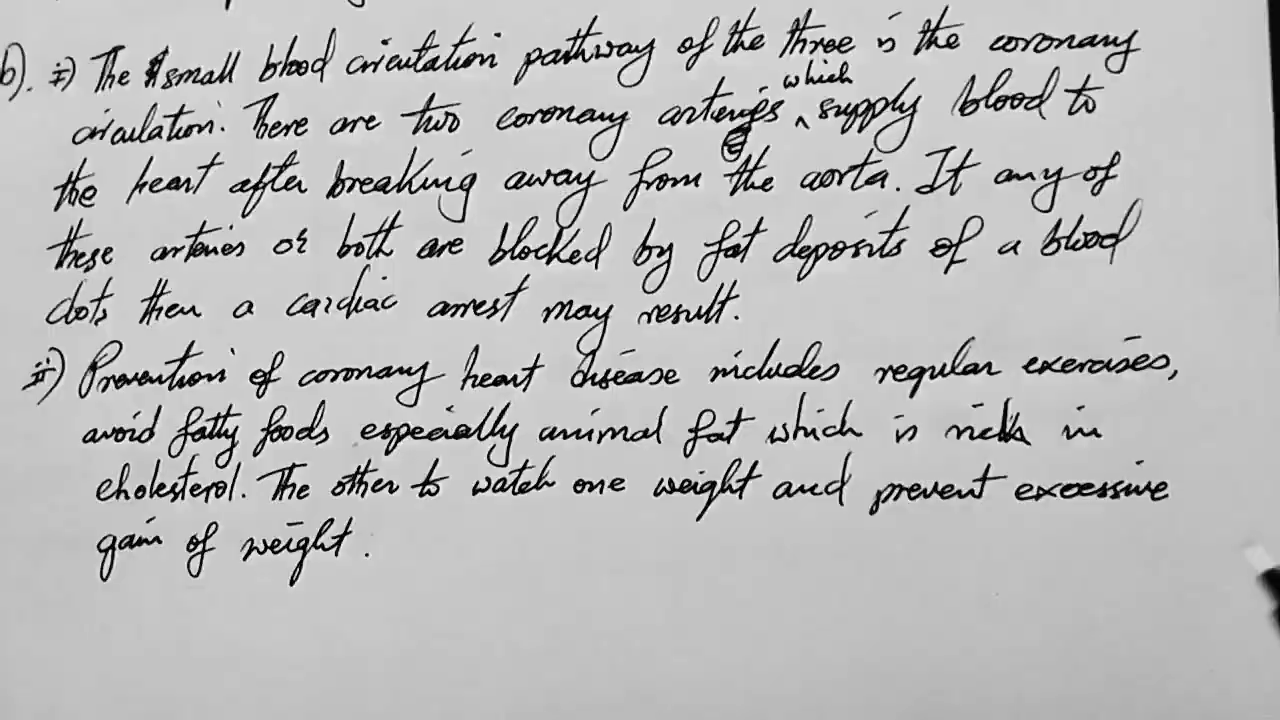 b). i) The small blood circulation pathway of the three is the coronary
which
circulation. There are two coronary arteries ^ supply blood to
the heart after breaking away from the aorta. If any of
these arteries or both are blocked by fat deposits of a blood
clots then a cardiac arrest may result.
ii) Prevention of coronary heart disease includes regular exercises,
avoid fatty foods especially animal fat which is rich in
cholesterol. The other to watch one weight and prevent excessive
gain of weight.